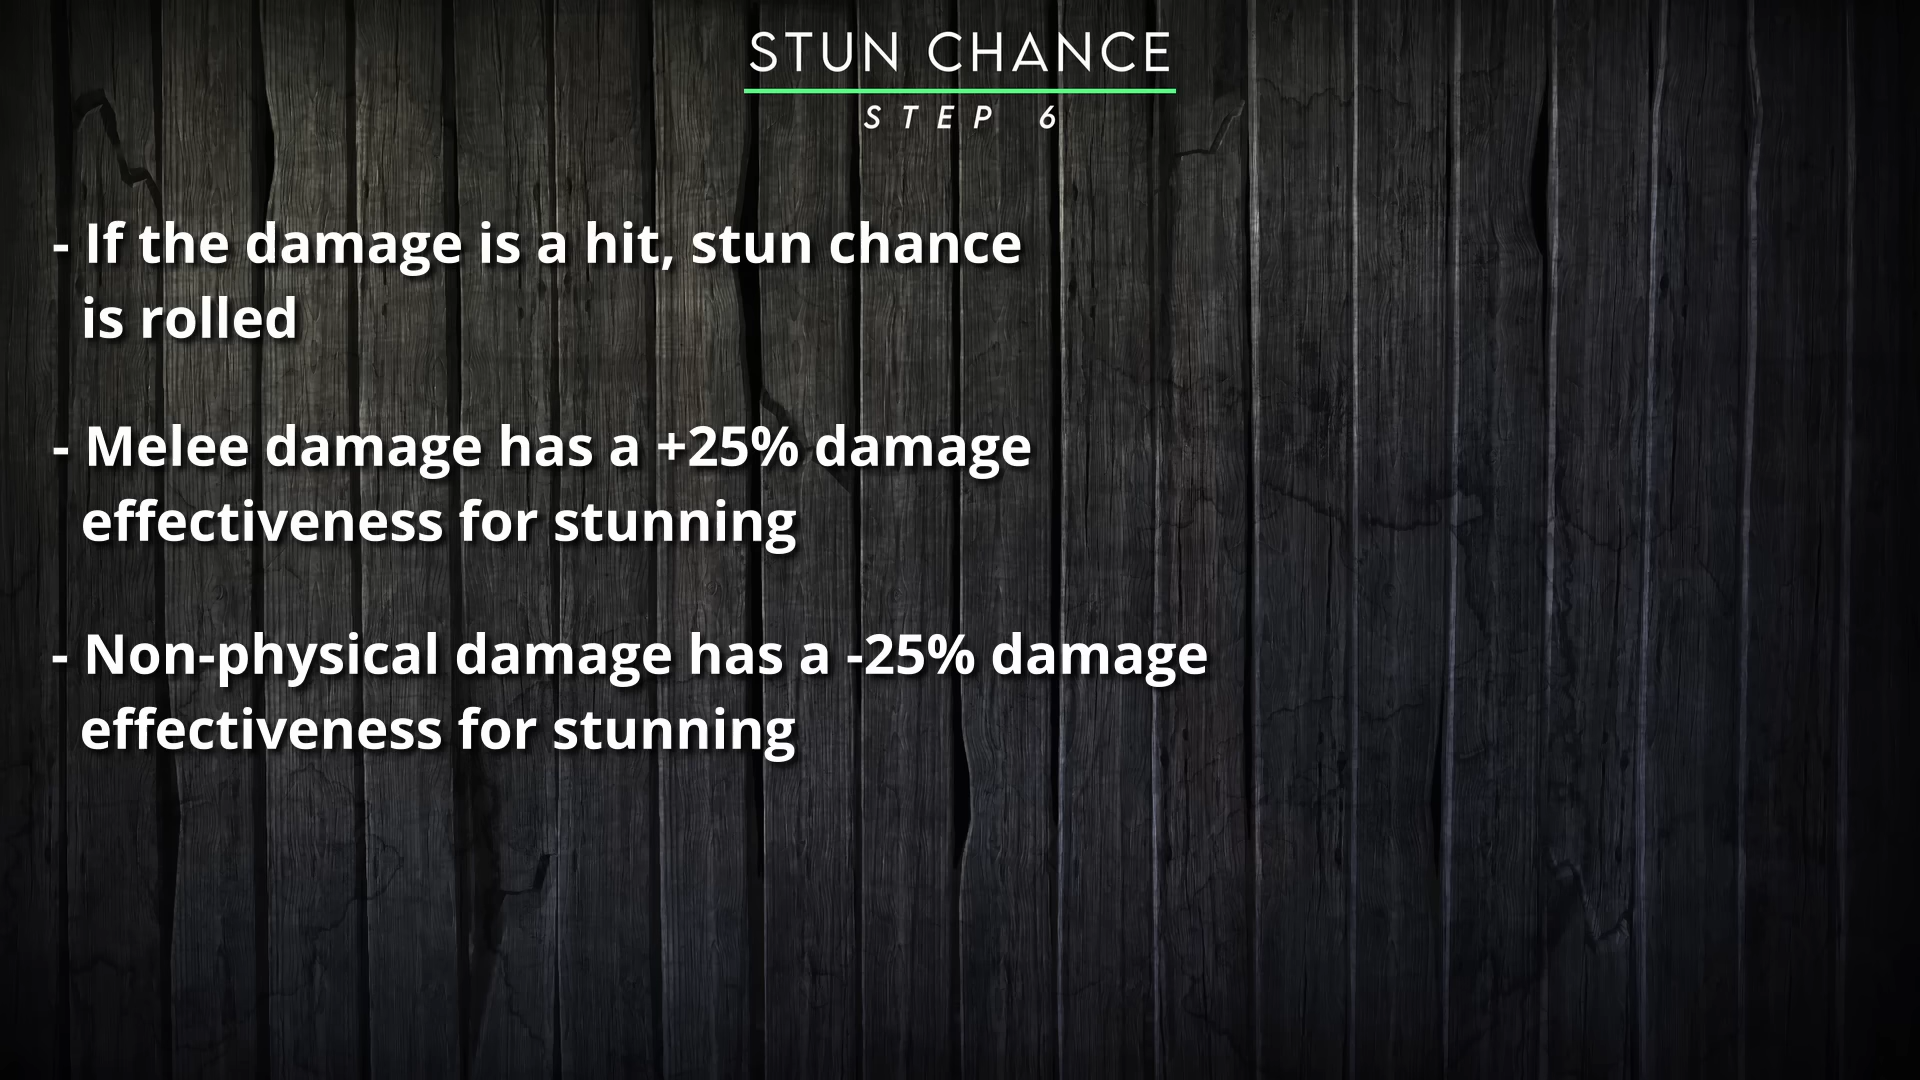 STUN CHANCE
STEP 6
- If the damage is a hit, stun chance
is rolled
- Melee damage has a +25% damage
effectiveness for stunning
- Non-physical damage has a -25% damage
effectiveness for stunning